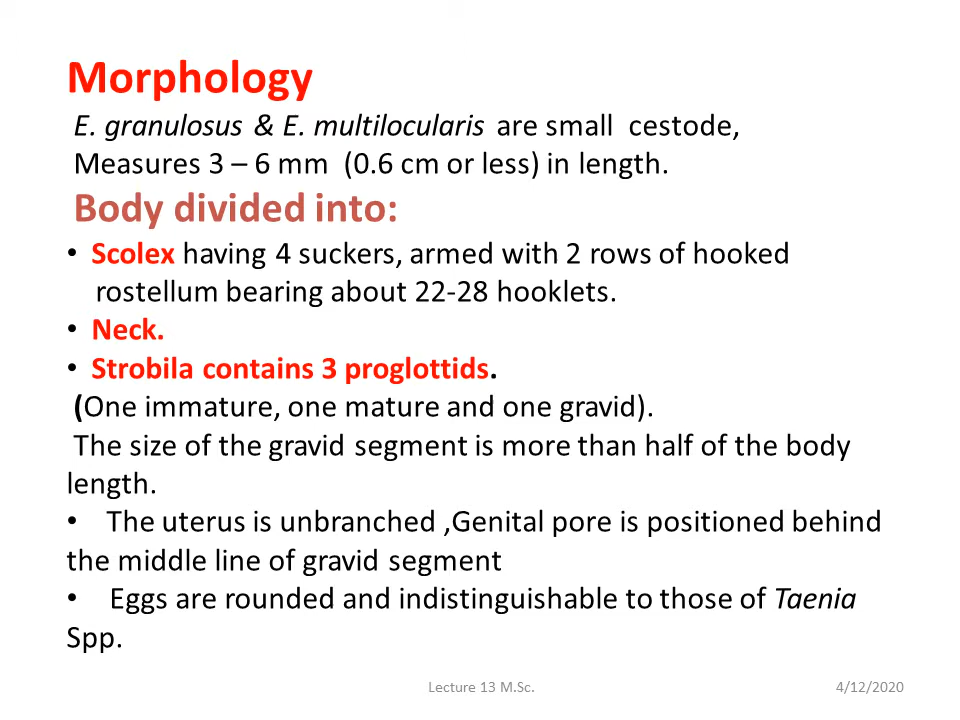 Morphology
E. granulosus & E. multilocularis are small cestode,
Measures 3 – 6 mm (0.6 cm or less) in length.
Body divided into:
• Scolex having 4 suckers, armed with 2 rows of hooked
rostellum bearing about 22-28 hooklets.
• Neck.
• Strobila contains 3 proglottids.
(One immature, one mature and one gravid).
The size of the gravid segment is more than half of the body
length.
• The uterus is unbranched ,Genital pore is positioned behind
the middle line of gravid segment
• Eggs are rounded and indistinguishable to those of Taenia
Spp.
Lecture 13 M.Sc. 4/12/2020